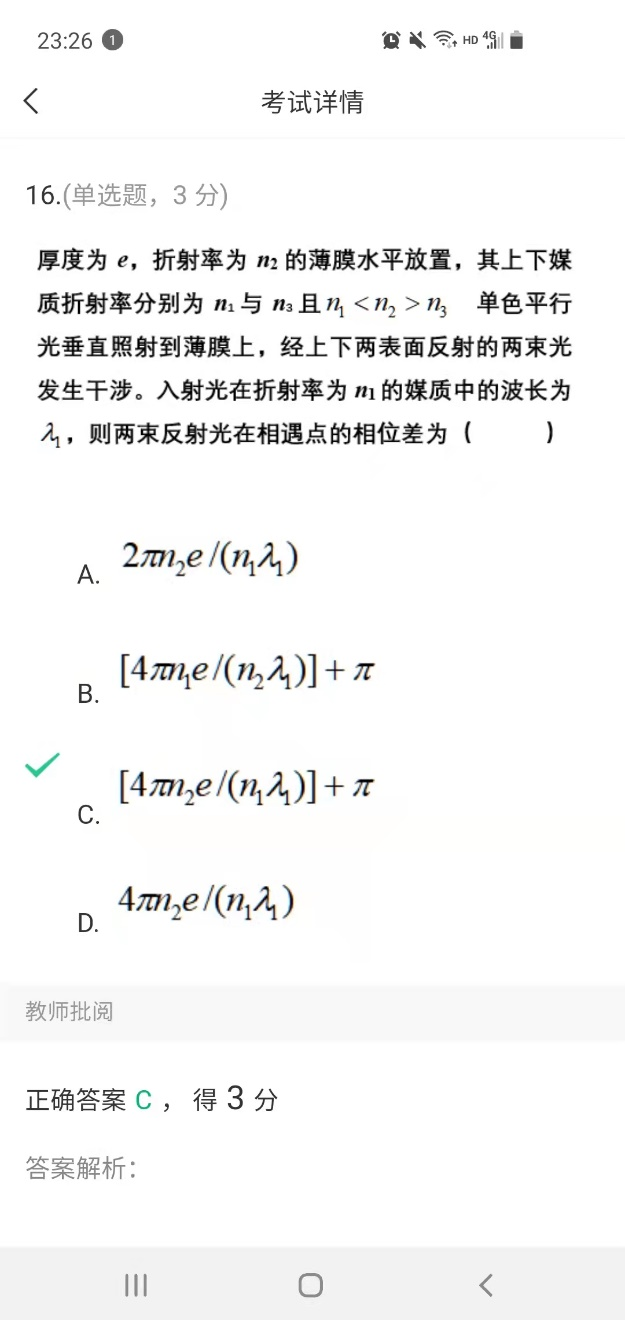 23:26 1 HD 4G
考试详情
16.(单选题，3 分)
厚度为 e，折射率为 n₂ 的薄膜水平放置，其上下媒
质折射率分别为 n₁ 与 n₃ 且 n₁ < n₂ > n₃ 单色平行
光垂直照射到薄膜上，经上下两表面反射的两束光
发生干涉。入射光在折射率为 n₁ 的媒质中的波长为
λ₁，则两束反射光在相遇点的相位差为（ ）
A. 2πn₂e/(n₁λ₁)
B. [4πn₁e/(n₂λ₁)]+π
C. [4πn₂e/(n₁λ₁)]+π
D. 4πn₂e/(n₁λ₁)
教师批阅
正确答案 C ， 得 3 分
答案解析：